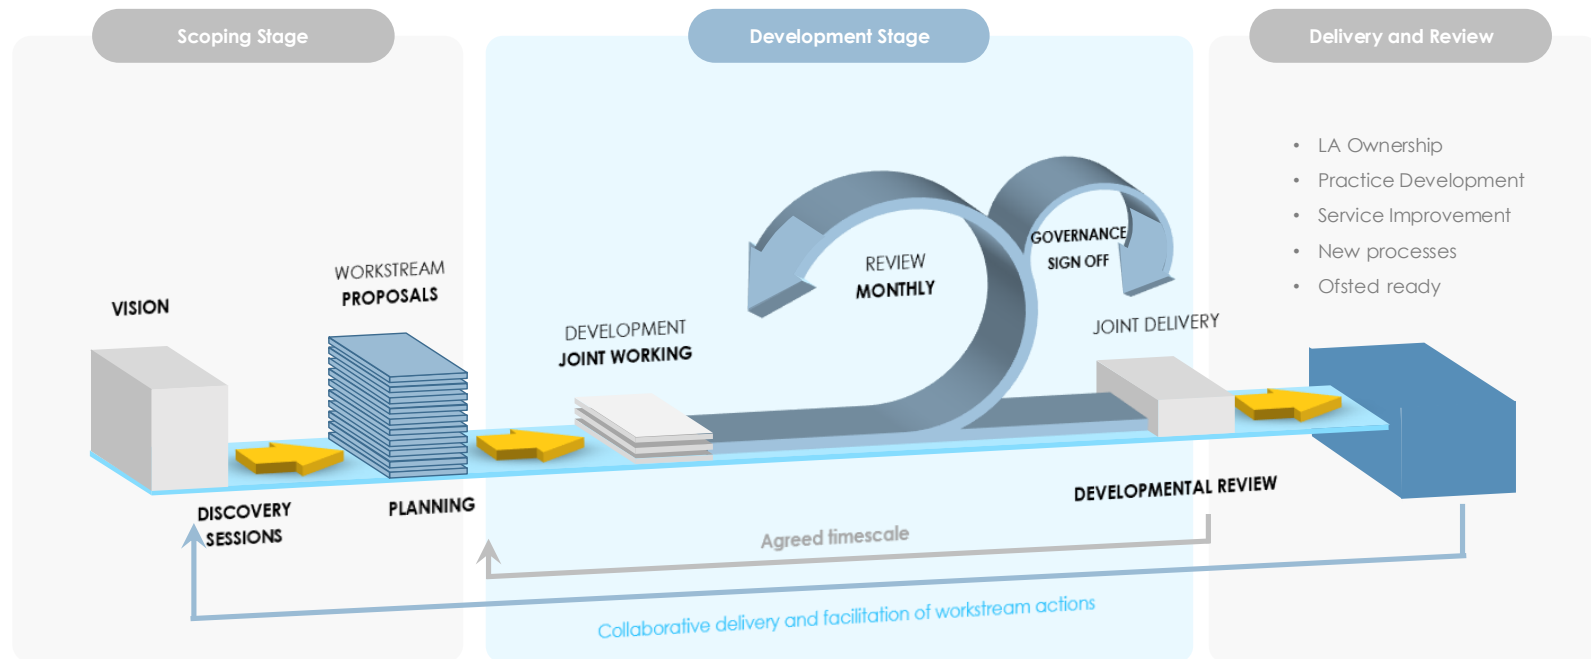 Scoping Stage
Development Stage
Delivery and Review
VISION
WORKSTREAM
PROPOSALS
DISCOVERY
SESSIONS
PLANNING
DEVELOPMENT
JOINT WORKING
REVIEW
MONTHLY
GOVERNANCE
SIGN OFF
JOINT DELIVERY
DEVELOPMENTAL REVIEW
• LA Ownership
• Practice Development
• Service Improvement
• New processes
• Ofsted ready
Agreed timescale
Collaborative delivery and facilitation of workstream actions